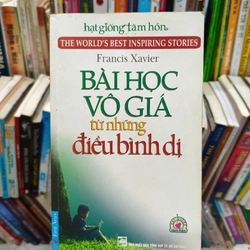 hạt giống tâm hồn
THE WORLD'S BEST INSPIRING STORIES
Francis Xavier
BÀI HỌC
VÔ GIÁ
từ những
điều bình dị